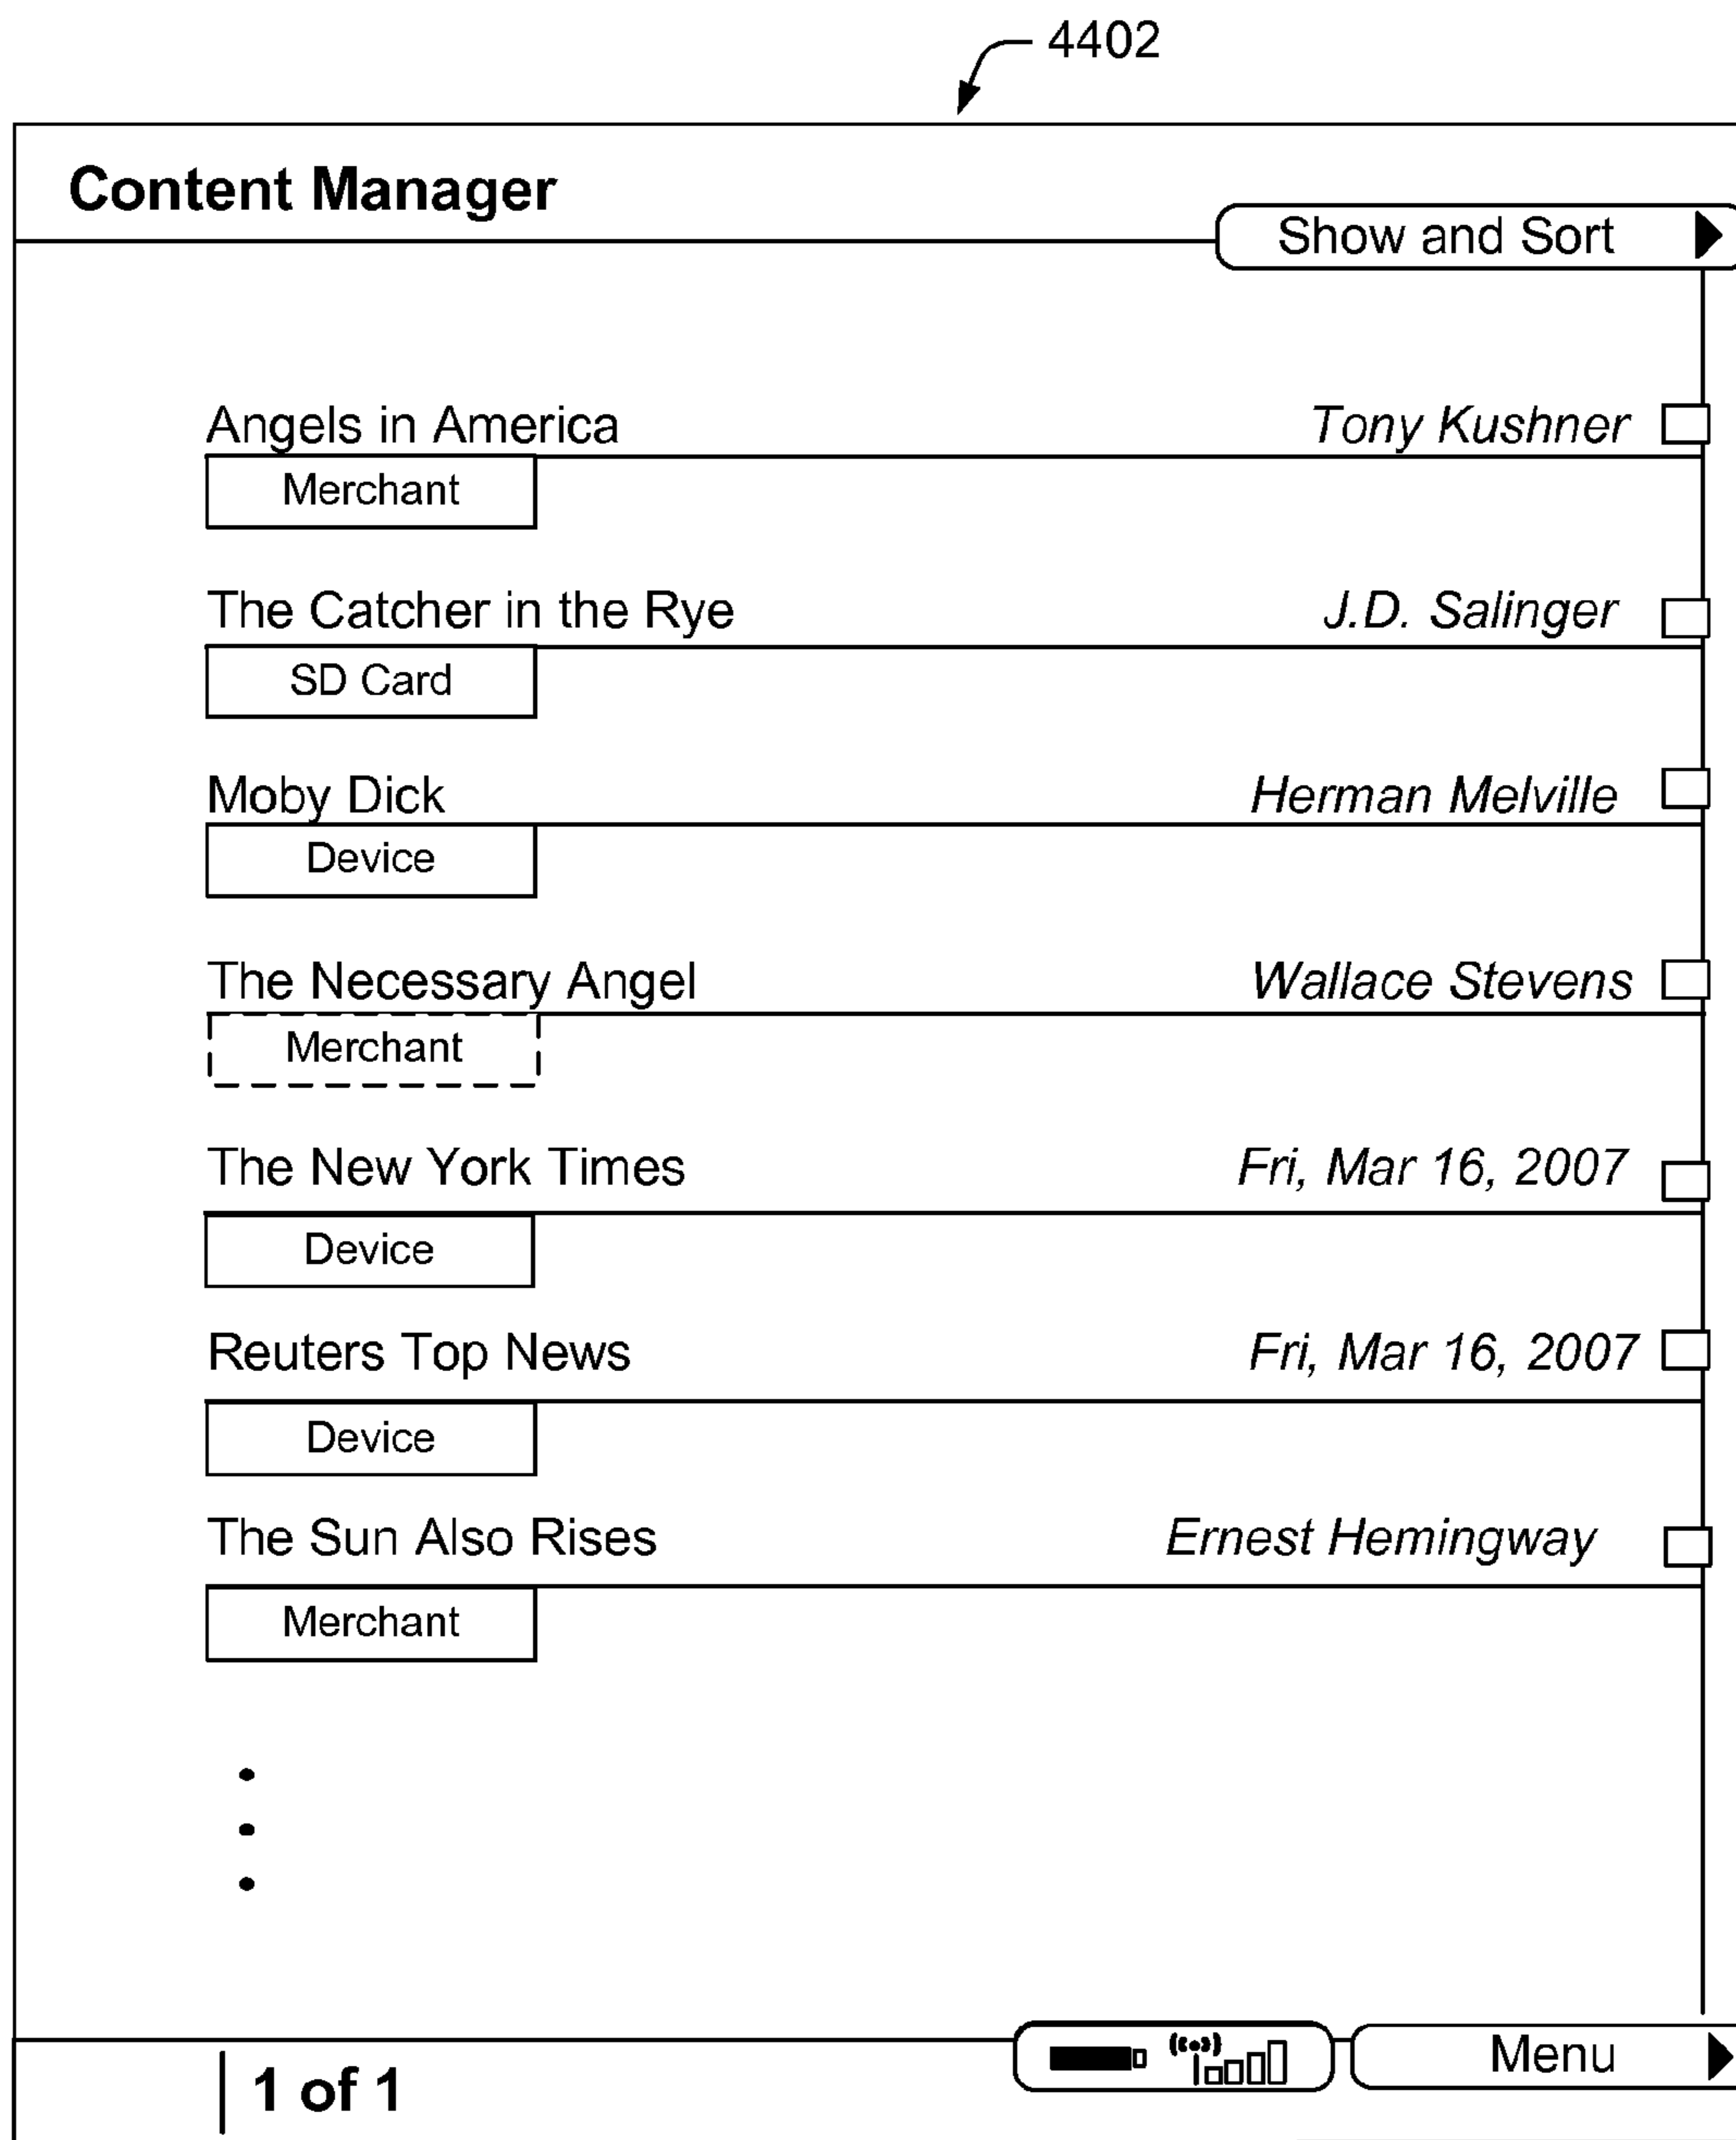 4402
Content Manager
Show and Sort
Angels in America Tony Kushner
Merchant
The Catcher in the Rye J.D. Salinger
SD Card
Moby Dick Herman Melville
Device
The Necessary Angel Wallace Stevens
Merchant
The New York Times Fri, Mar 16, 2007
Device
Reuters Top News Fri, Mar 16, 2007
Device
The Sun Also Rises Ernest Hemingway
Merchant
1 of 1
Menu